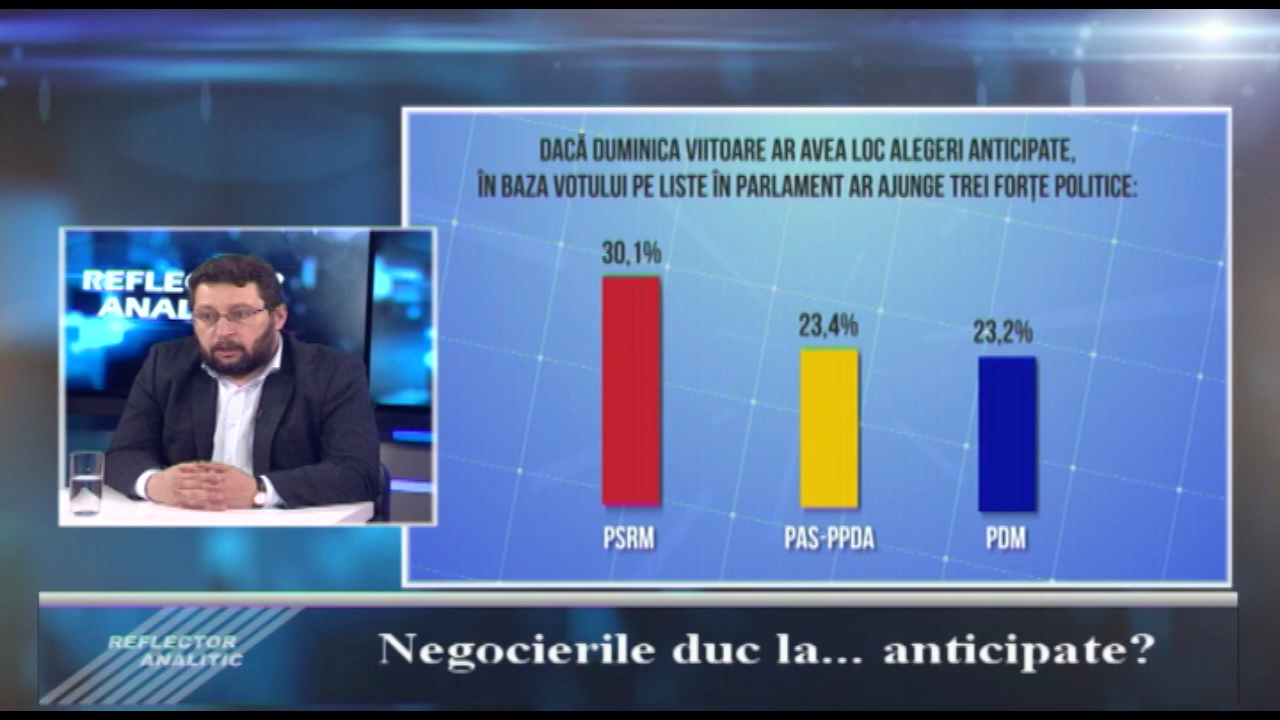 DACĂ DUMINICA VIITOARE AR AVEA LOC ALEGERI ANTICIPATE,
ÎN BAZA VOTULUI PE LISTE ÎN PARLAMENT AR AJUNGE TREI FORȚE POLITICE:
30,1%
23,4%
23,2%
PSRM
PAS-PPDA
PDM
REFLECTOR
ANALITIC
Negocierile duc la... anticipate?